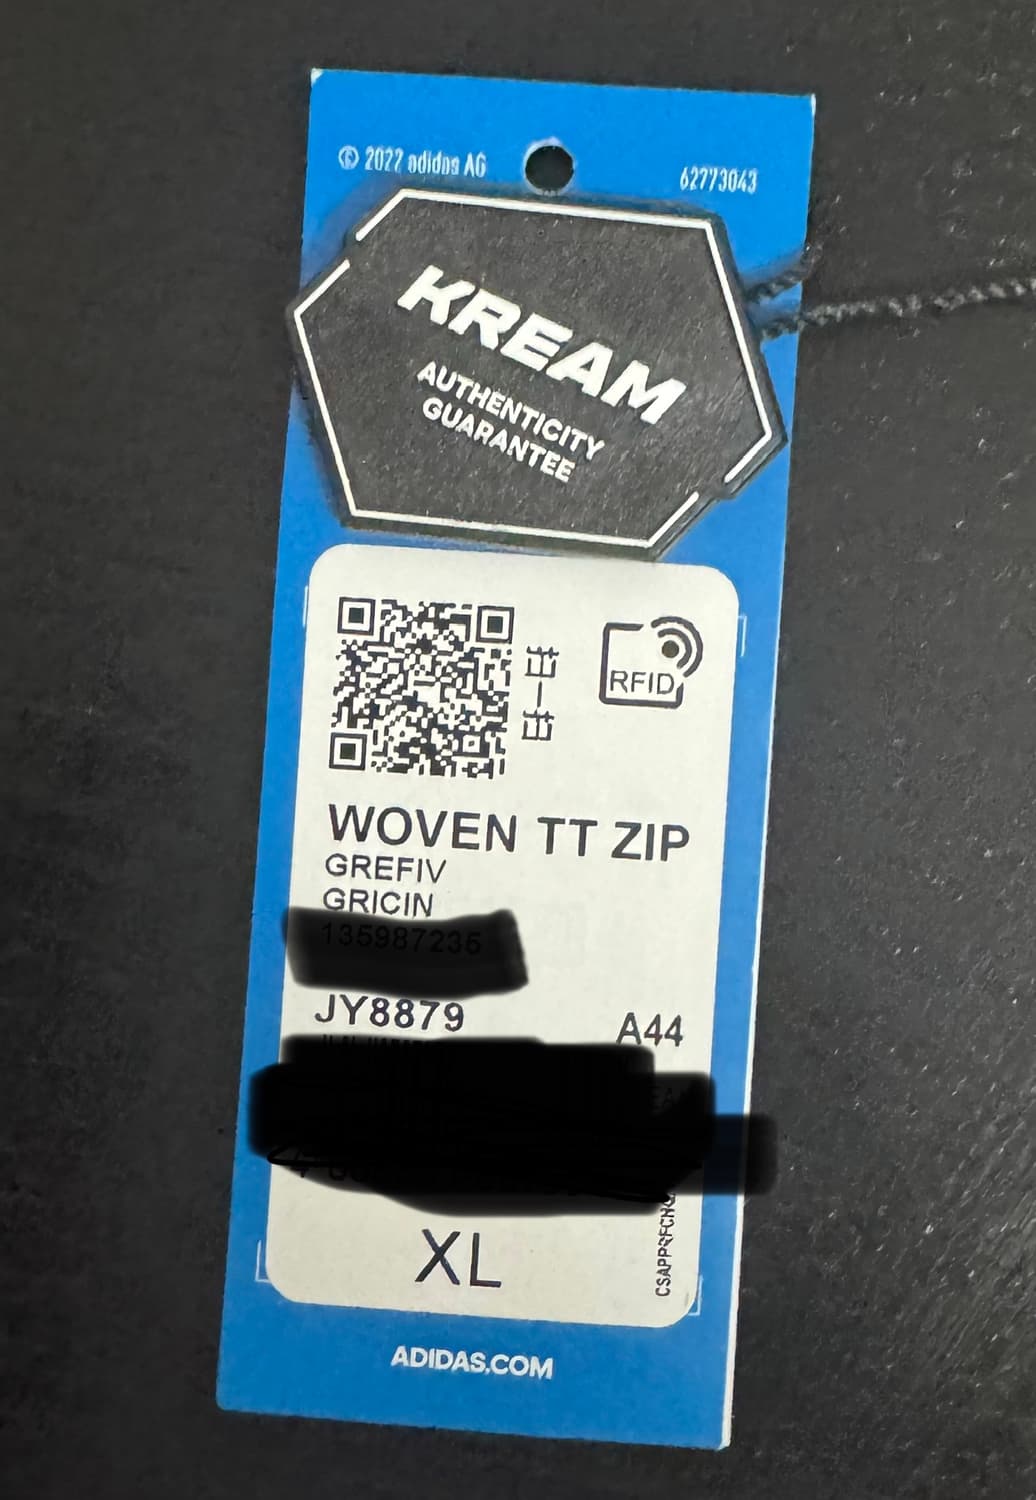 © 2022 adidas AG
62773043
KREAM
AUTHENTICITY
GUARANTEE
RFID
WOVEN TT ZIP
GREFIV
GRICIN
JY8879
A44
XL
ADIDAS.COM